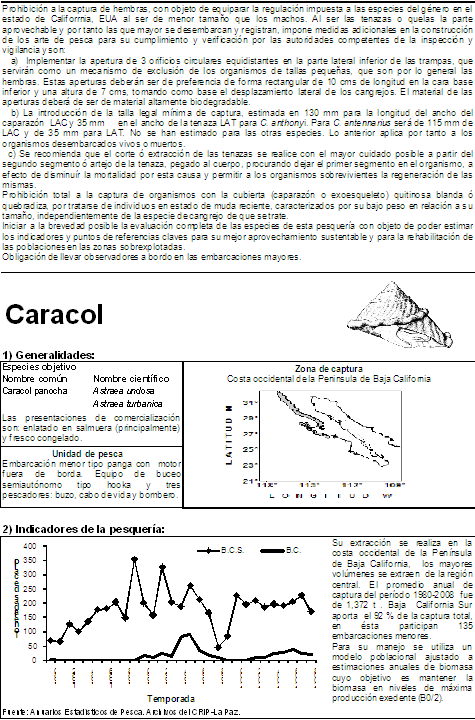 Prohibición a la captura de hembras, con objeto de equiparar la regulación impuesta a las especies del género en el
estado de California, EUA al ser de menor tamaño que los machos. Al ser las tenazas o quelas la parte
aprovechable y por tanto las que mayor se desembarcan y registran, impone medidas adicionales en la construcción
de los arte de pesca para su cumplimiento y verificación por las autoridades competentes de la inspección y
vigilancia y son:
a) Implementar la apertura de 3 orificios circulares equidistantes en la parte lateral inferior de las trampas, que
servirán como un mecanismo de exclusión de los organismos de tallas pequeñas, que son por lo general las
hembras. Estas aperturas deberán ser de preferencia de forma rectangular de 10 cms de longitud en la cara base
inferior y una altura de 7 cms, tomando como base el desplazamiento lateral de los cangrejos. El material de las
aperturas deberá ser de material altamente biodegradable.
b) La introducción de la talla legal mínima de captura, estimada en 130 mm para la longitud del ancho del
caparazón LAC y 35 mm en el ancho de la tenaza LAT para C. anthonyi. Para C. antennarius será de 115 mm de
LAC y de 35 mm para LAT. No se han estimado para las otras especies. Lo anterior aplica por tanto a los
organismos desembarcados vivos o muertos.
c) Se recomienda que el corte ó extracción de las tenazas se realice con el mayor cuidado posible a partir del
segundo segmento ó artejo de la tenaza, pegado al cuerpo, procurando dejar el primer segmento en el organismo, a
efecto de disminuir la mortalidad por esta causa y permitir a los organismos sobrevivientes la regeneración de las
mismas.
Prohibición total a la captura de organismos con la cubierta (caparazón o exoesqueleto) quitinosa blanda ó
quebradiza, por tratarse de individuos en estado de muda reciente, caracterizados por su bajo peso en relación a su
tamaño, independientemente de la especie de cangrejo de que se trate.
Iniciar a la brevedad posible la evaluación completa de las especies de esta pesquería con objeto de poder estimar
los indicadores y puntos de referencias claves para su mejor aprovechamiento sustentable y para la rehabilitación de
las poblaciones en las zonas sobrexplotadas.
Obligación de llevar observadores a bordo en las embarcaciones mayores.
Caracol
1) Generalidades:
Especies objetivo
Nombre común Nombre científico
Caracol panocha Astraea undosa
Astraea turbanica
Las presentaciones de comercialización
son: enlatado en salmuera (principalmente)
y fresco congelado.
Unidad de pesca
Embarcación menor tipo panga con motor
fuera de borda. Equipo de buceo
semiautónomo tipo hooka y tres
pescadores: buzo, cabo de vida y bombero.
Zona de captura
Costa occidental de la Península de Baja California
31°
29°
27°
25°
23°
21°
LATITUD N
118° 115° 112° 109°
LONGITUD W
2) Indicadores de la pesquería:
B.C.S. B.C.
400
350
300
250
200
150
100
50
0
Temporada
Fuente: Anuarios Estadísticos de Pesca. Archivos del CRIP-La Paz.
Su extracción se realiza en la
costa occidental de la Península
de Baja California, los mayores
volúmenes se extraen de la región
central. El promedio anual de
captura del período 1980-2008 fue
de 1,372 t . Baja California Sur
aporta el 92 % de la captura total,
en ésta participan 135
embarcaciones menores.
Para su manejo se utiliza un
modelo poblacional ajustado a
estimaciones anuales de biomasa
cuyo objetivo es mantener la
biomasa en niveles de máxima
producción exedente (B0/2).